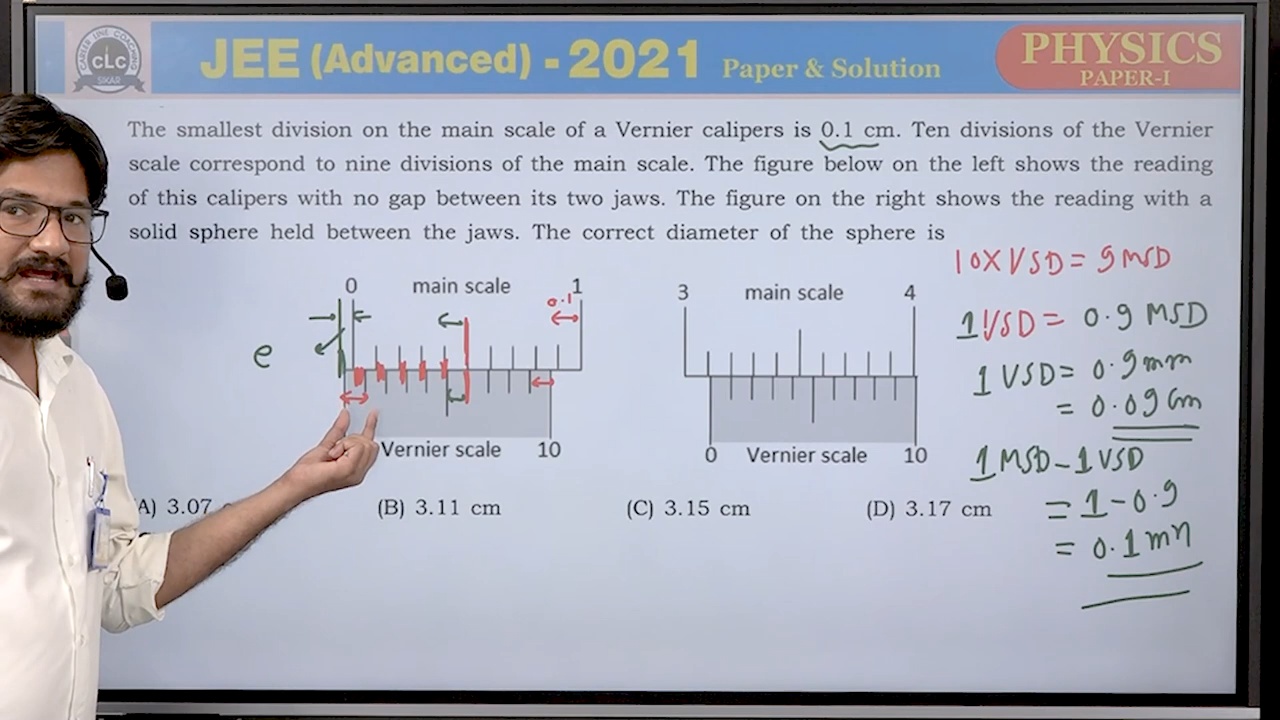 CAREER LINE COACHING
CLC
SIKAR
JEE (Advanced) - 2021 Paper & Solution
PHYSICS
PAPER-I
The smallest division on the main scale of a Vernier calipers is 0.1 cm. Ten divisions of the Vernier
scale correspond to nine divisions of the main scale. The figure below on the left shows the reading
of this calipers with no gap between its two jaws. The figure on the right shows the reading with a
solid sphere held between the jaws. The correct diameter of the sphere is
10 X VSD = 9 MSD
1 VSD = 0.9 MSD
1 VSD = 0.9 mm
= 0.09 cm
1 MSD - 1 VSD
= 1 - 0.9
= 0.1 mm
0 main scale 1
0.1
e
Vernier scale 10
3 main scale 4
0 Vernier scale 10
A) 3.07
(B) 3.11 cm
(C) 3.15 cm
(D) 3.17 cm